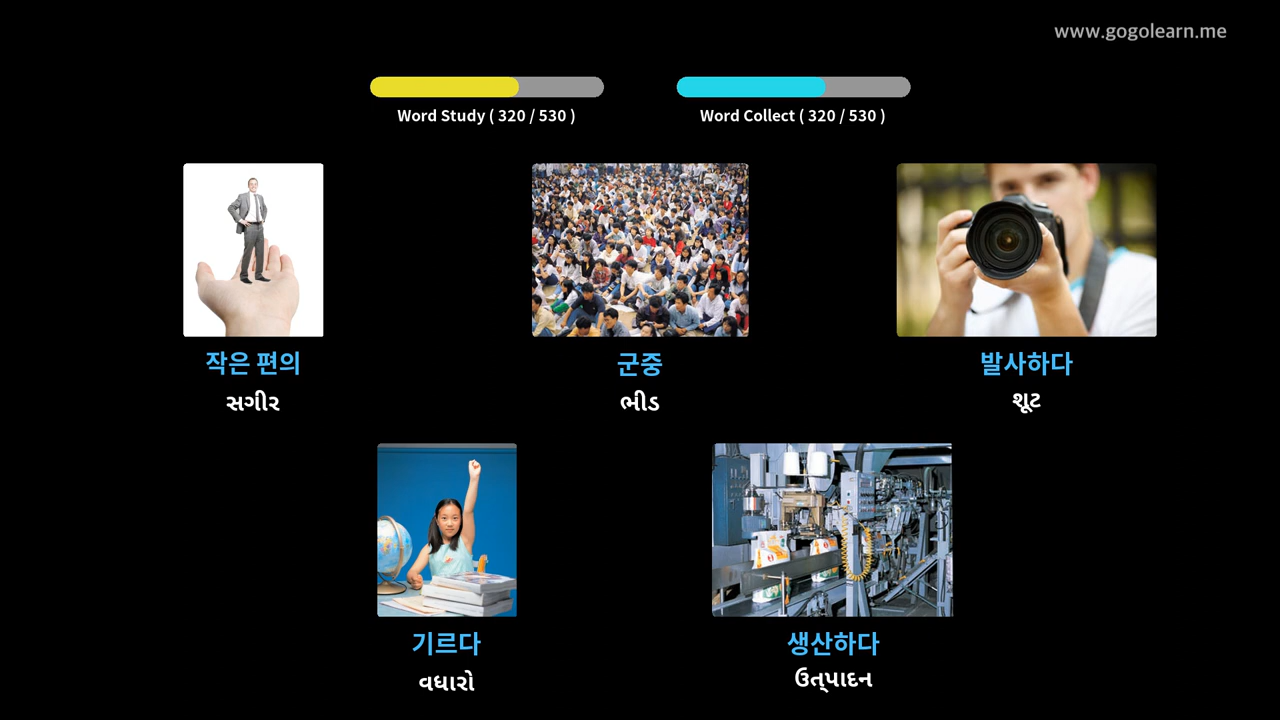 www.gogolearn.me
Word Study ( 320 / 530 )
Word Collect ( 320 / 530 )
작은 편의
સગીર
군중
ભીડ
발사하다
શૂટ
기르다
વધારો
생산하다
ઉત્પાદન